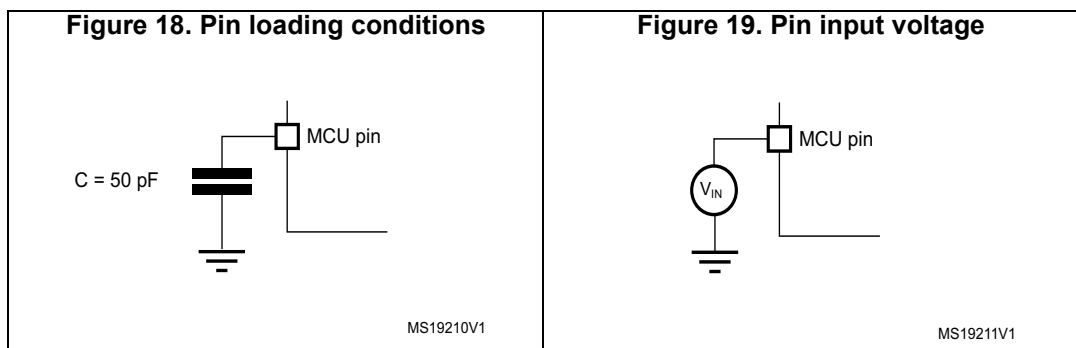 Figure 18. Pin loading conditions
MCU pin
C = 50 pF
MS19210V1
Figure 19. Pin input voltage
MCU pin
VIN
MS19211V1